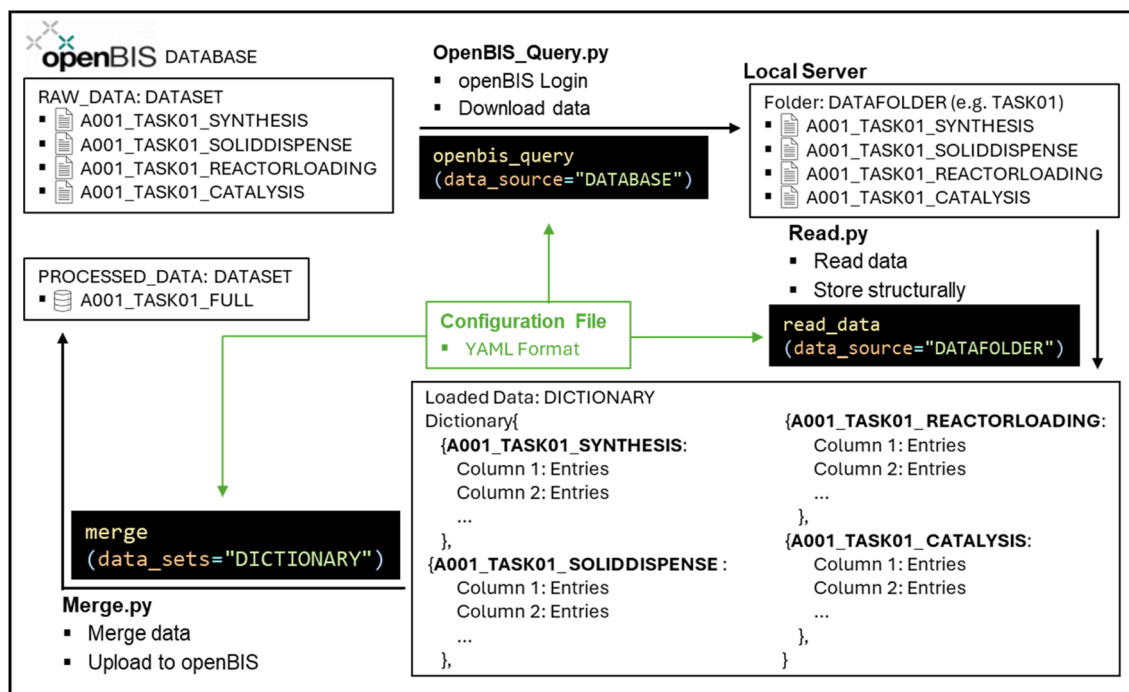 openBIS DATABASE
RAW_DATA: DATASET
▪ A001_TASK01_SYNTHESIS
▪ A001_TASK01_SOLIDDISPENSE
▪ A001_TASK01_REACTORLOADING
▪ A001_TASK01_CATALYSIS
OpenBIS_Query.py
▪ openBIS Login
▪ Download data
openbis_query
(data_source="DATABASE")
Local Server
Folder: DATAFOLDER (e.g. TASK01)
▪ A001_TASK01_SYNTHESIS
▪ A001_TASK01_SOLIDDISPENSE
▪ A001_TASK01_REACTORLOADING
▪ A001_TASK01_CATALYSIS
Read.py
▪ Read data
▪ Store structurally
read_data
(data_source="DATAFOLDER")
PROCESSED_DATA: DATASET
▪ A001_TASK01_FULL
Configuration File
▪ YAML Format
Loaded Data: DICTIONARY
Dictionary{
{A001_TASK01_SYNTHESIS:
Column 1: Entries
Column 2: Entries
...
},
{A001_TASK01_SOLIDDISPENSE :
Column 1: Entries
Column 2: Entries
...
},
{A001_TASK01_REACTORLOADING:
Column 1: Entries
Column 2: Entries
...
},
{A001_TASK01_CATALYSIS:
Column 1: Entries
Column 2: Entries
...
},
}
merge
(data_sets="DICTIONARY")
Merge.py
▪ Merge data
▪ Upload to openBIS